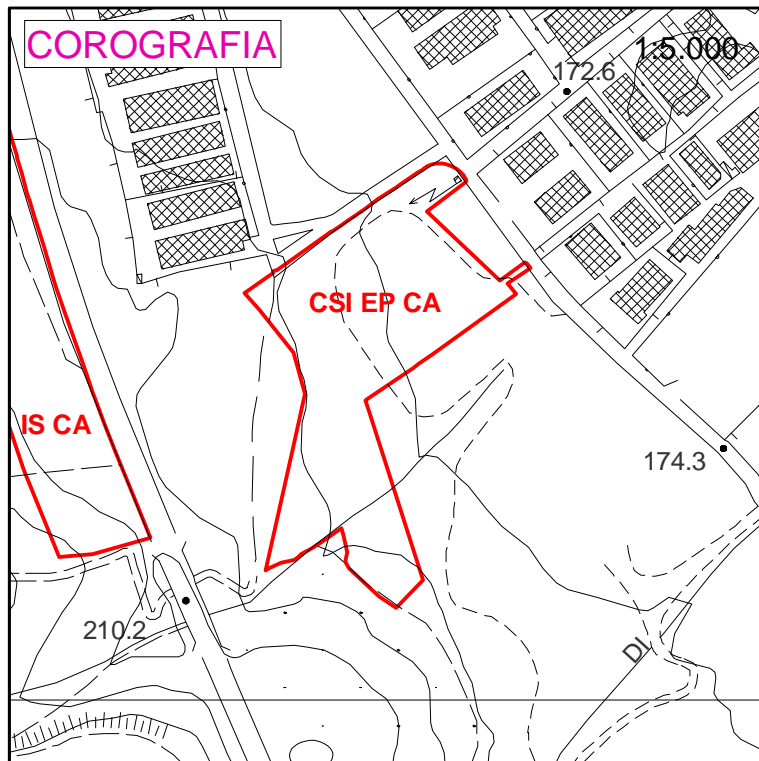 COROGRAFIA
1:5.000
172.6
CSI EP CA
IS CA
174.3
210.2
DI